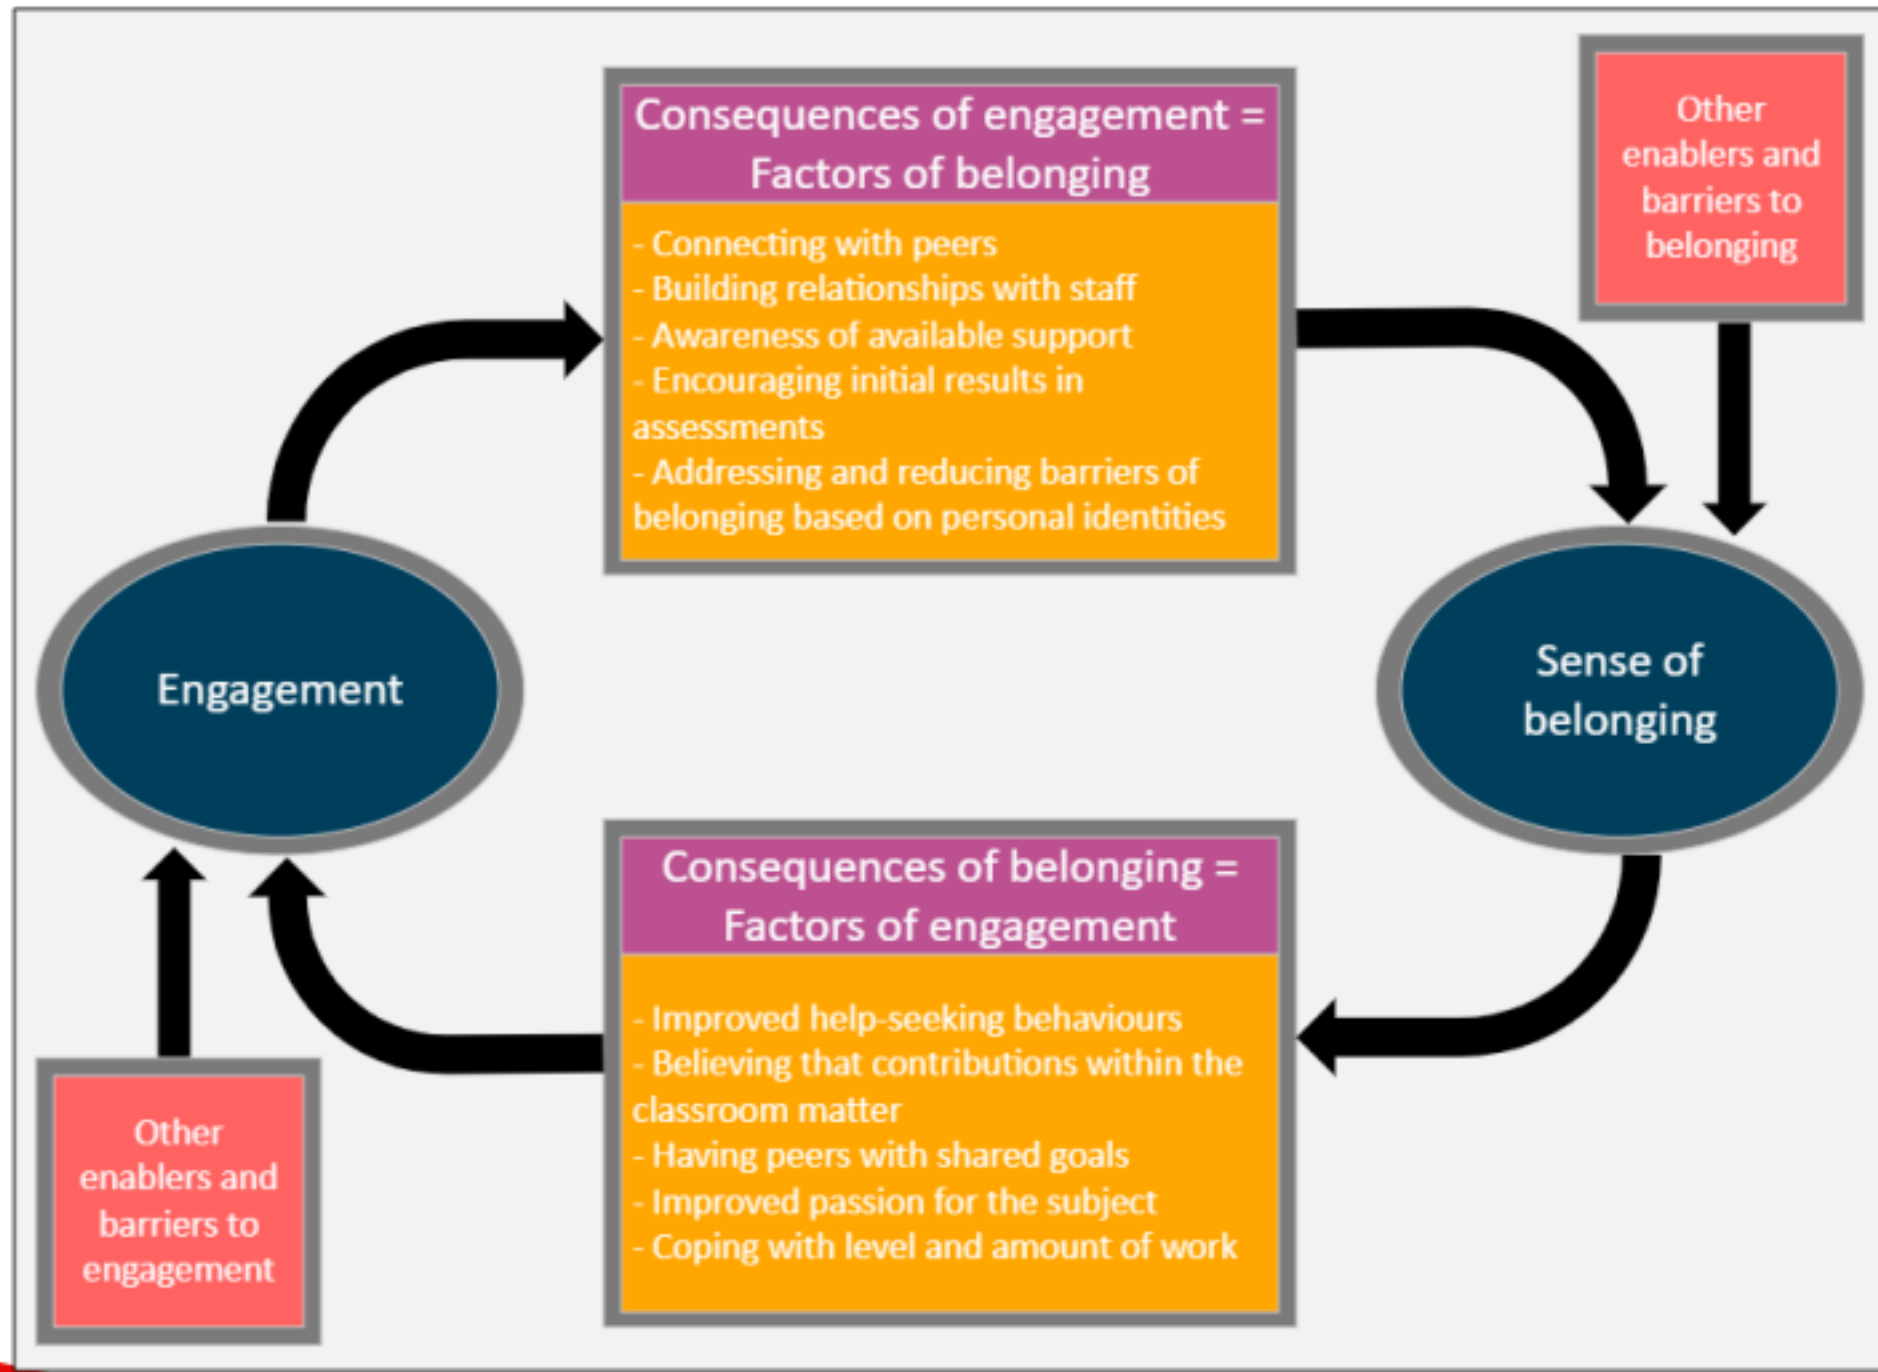 Consequences of engagement =
Factors of belonging
- Connecting with peers
- Building relationships with staff
- Awareness of available support
- Encouraging initial results in
assessments
- Addressing and reducing barriers of
belonging based on personal identities
Other
enablers and
barriers to
belonging
Engagement
Sense of
belonging
Consequences of belonging =
Factors of engagement
- Improved help-seeking behaviours
- Believing that contributions within the
classroom matter
- Having peers with shared goals
- Improved passion for the subject
- Coping with level and amount of work
Other
enablers and
barriers to
engagement